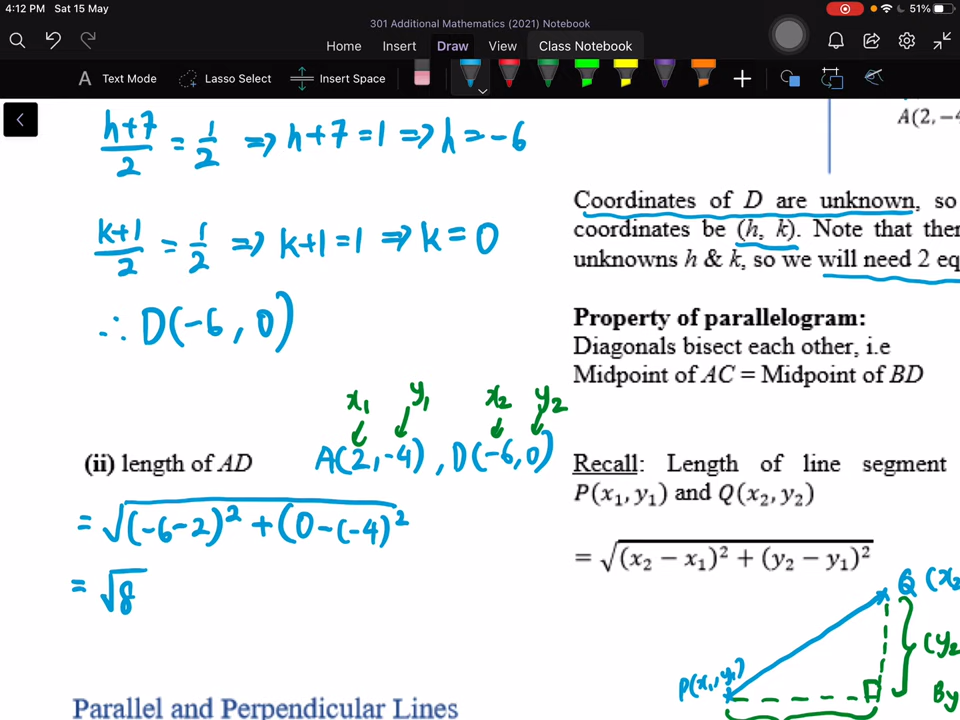 4:12 PM Sat 15 May
51%
301 Additional Mathematics (2021) Notebook
Home Insert Draw View Class Notebook
A Text Mode Lasso Select Insert Space
h+7/2 = 1/2 => h+7 = 1 => h = -6
k+1/2 = 1/2 => k+1 = 1 => k = 0
∴ D(-6, 0)
A(2, -4
Coordinates of D are unknown, so
coordinates be (h, k). Note that ther
unknowns h & k, so we will need 2 eq
Property of parallelogram:
Diagonals bisect each other, i.e
Midpoint of AC = Midpoint of BD
x₁ y₁ x₂ y₂
(ii) length of AD A(2, -4), D(-6, 0)
= √(-6-2)² + (0-(-4)²
= √8
Recall: Length of line segment
P(x₁, y₁) and Q(x₂, y₂)
= √(x₂ − x₁)² + (y₂ − y₁)²
Q (x₂
(y₂
P(x₁, y₁)
By
Parallel and Perpendicular Lines